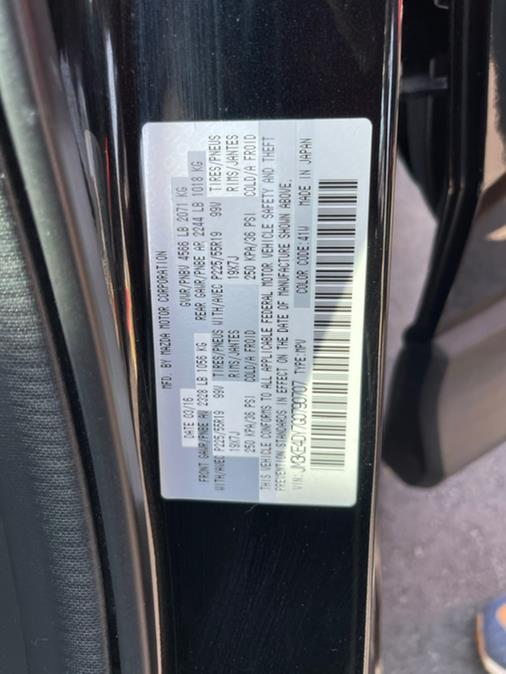 MFD. BY MAZDA MOTOR CORPORATION
DATE 03/16 GVWR/PNBV 4566 LB 2071 KG
FRONT GAWR/PNBE AV 2328 LB 1056 KG REAR GAWR/PNBE AR 2244 LB 1018 KG
WITH/AVEC P225/55R19 99V TIRES/PNEUS WITH/AVEC P225/55R19 99V TIRES/PNEUS
19X7J RIMS/JANTES 19X7J RIMS/JANTES
250 KPA/36 PSI COLD/A FROID 250 KPA/36 PSI COLD/A FROID
THIS VEHICLE CONFORMS TO ALL APPLICABLE FEDERAL MOTOR VEHICLE SAFETY AND THEFT
PREVENTION STANDARDS IN EFFECT ON THE DATE OF MANUFACTURE SHOWN ABOVE.
VIN: JM3KE4DY7G0790707 TYPE:MPV COLOR CODE:41W MADE IN JAPAN